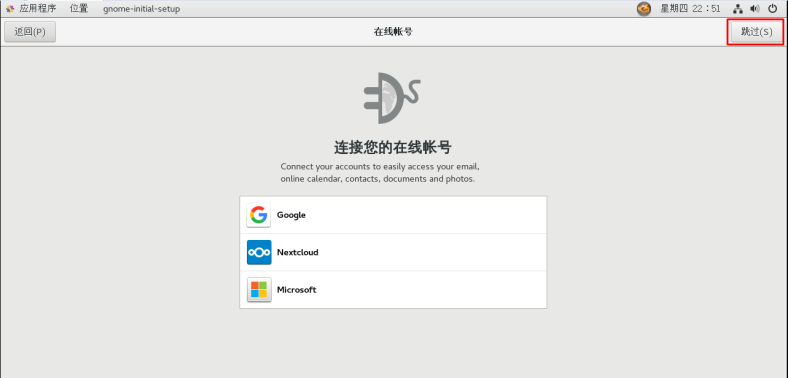 应用程序 位置 gnome-initial-setup 星期四 22：51
返回(P) 在线帐号 跳过(S)
连接您的在线帐号
Connect your accounts to easily access your email,
online calendar, contacts, documents and photos.
Google
Nextcloud
Microsoft